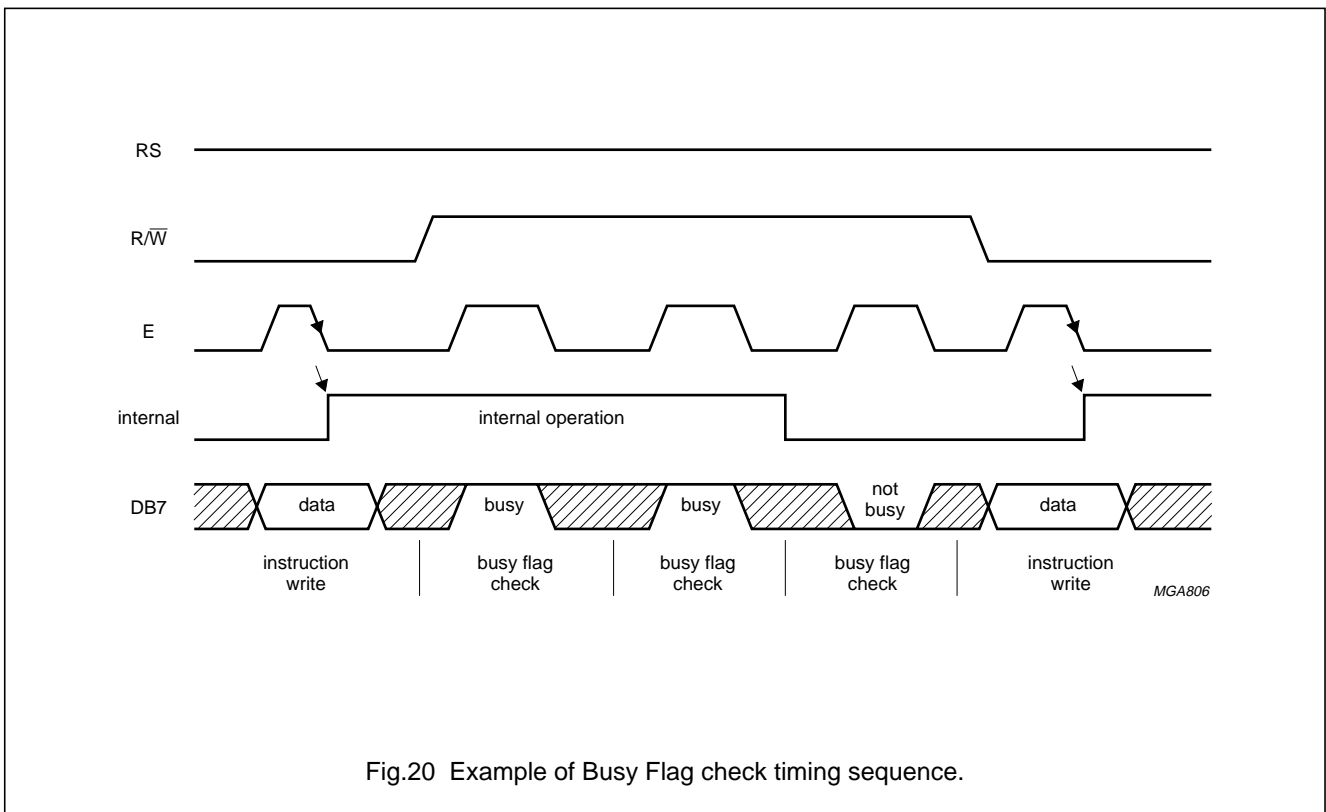 RS
R/W̅
E
internal
internal operation
DB7
data
busy
busy
not
busy
data
instruction
write
busy flag
check
busy flag
check
busy flag
check
instruction
write
MGA806
Fig.20 Example of Busy Flag check timing sequence.